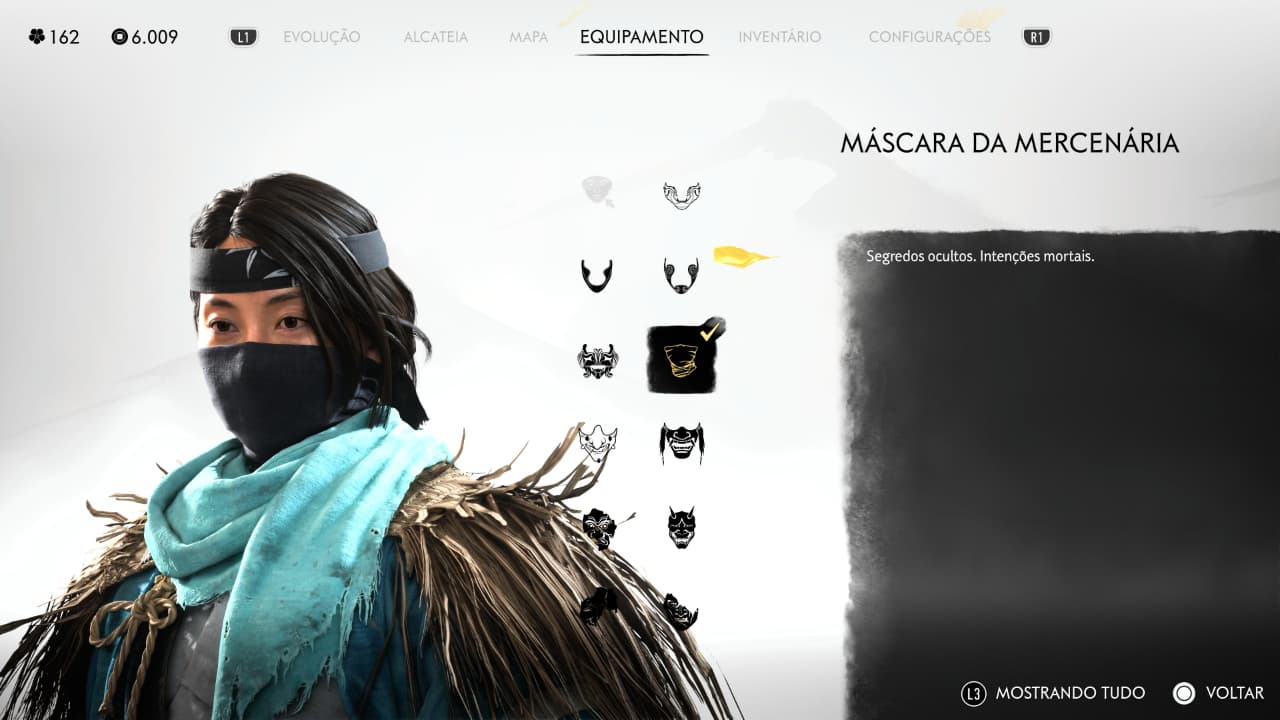 162
6.009
L1
EVOLUÇÃO
ALCATEIA
MAPA
EQUIPAMENTO
INVENTÁRIO
CONFIGURAÇÕES
R1
MÁSCARA DA MERCENÁRIA
Segredos ocultos. Intenções mortais.
L3 MOSTRANDO TUDO
VOLTAR